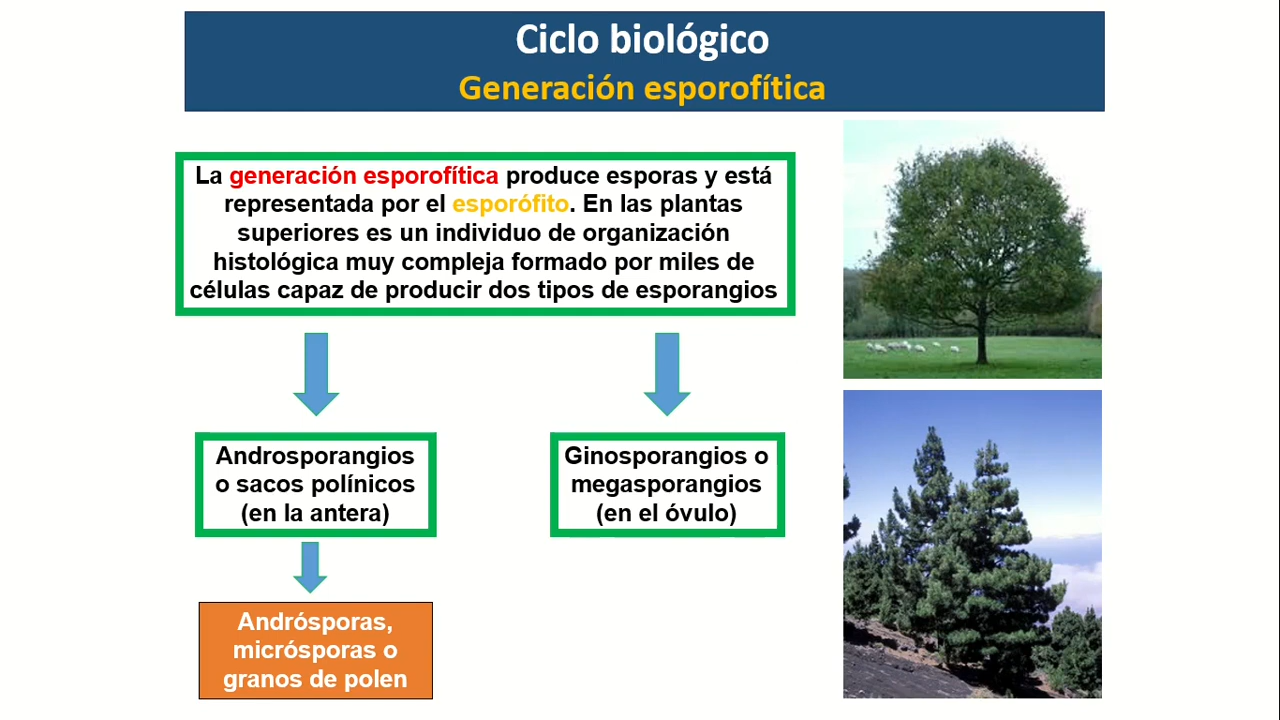 Ciclo biológico
Generación esporofítica
La generación esporofítica produce esporas y está
representada por el esporófito. En las plantas
superiores es un individuo de organización
histológica muy compleja formado por miles de
células capaz de producir dos tipos de esporangios
Androsporangios
o sacos polínicos
(en la antera)
Ginosporangios o
megasporangios
(en el óvulo)
Andrósporas,
micrósporas o
granos de polen